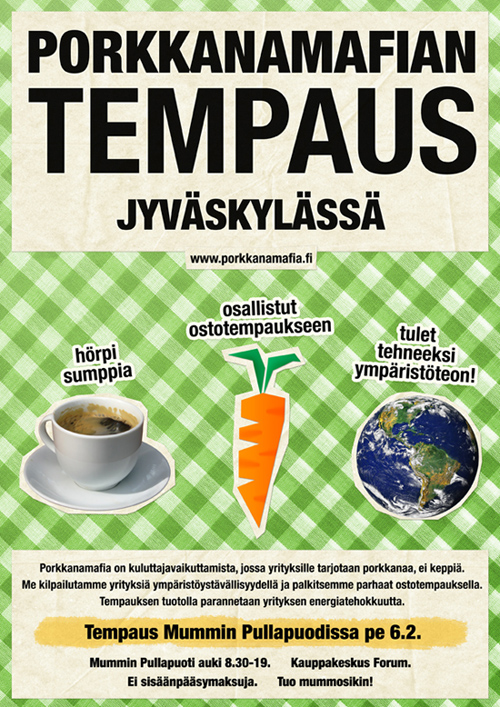 PORKKANAMAFIAN
TEMPAUS
JYVÄSKYLÄSSÄ
www.porkkanamafia.fi
hörpi
sumppia
osallistut
ostotempaukseen
tulet
tehneeksi
ympäristöteon!
Porkkanamafia on kuluttajavaikuttamista, jossa yrityksille tarjotaan porkkanaa, ei keppiä.
Me kilpailutamme yrityksiä ympäristöystävällisyydellä ja palkitsemme parhaat ostotempauksella.
Tempauksen tuotolla parannetaan yrityksen energiatehokkuutta.
Tempaus Mummin Pullapuodissa pe 6.2.
Mummin Pullapuoti auki 8.30-19. Kauppakeskus Forum.
Ei sisäänpääsymaksuja. Tuo mummosikin!